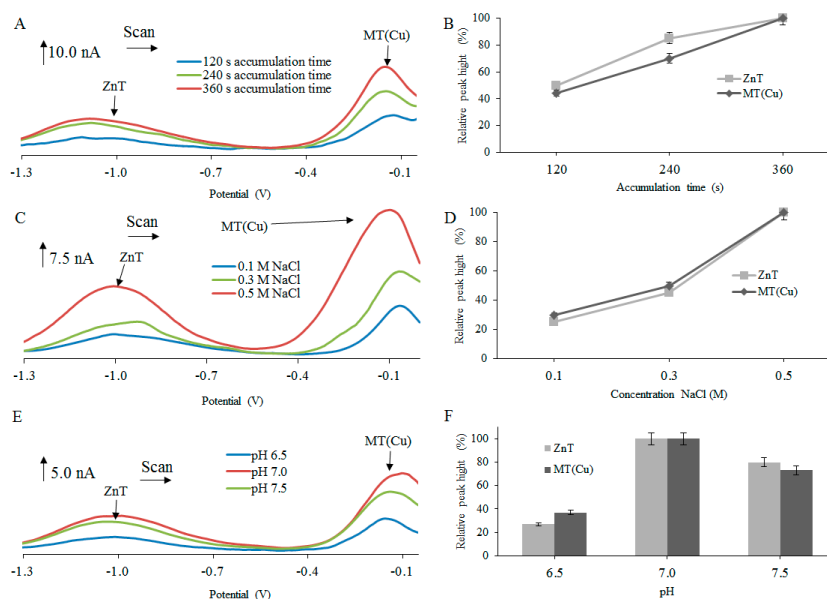 A
Scan
10.0 nA
MT(Cu)
120 s accumulation time
240 s accumulation time
360 s accumulation time
ZnT
-1.3 -1.0 -0.7 -0.4 -0.1
Potential (V)
B
Relative peak hight (%)
100
80
60
40
20
0
ZnT
MT(Cu)
120 240 360
Accumulation time (s)
C
Scan
7.5 nA
MT(Cu)
ZnT
0.1 M NaCl
0.3 M NaCl
0.5 M NaCl
-1.3 -1.0 -0.7 -0.4 -0.1
Potential (V)
D
Relative peak hight (%)
100
80
60
40
20
0
ZnT
MT(Cu)
0.1 0.3 0.5
Concentration NaCl (M)
E
Scan
5.0 nA
MT(Cu)
ZnT
pH 6.5
pH 7.0
pH 7.5
-1.3 -1.0 -0.7 -0.4 -0.1
Potential (V)
F
Relative peak hight (%)
100
80
60
40
20
0
ZnT
MT(Cu)
6.5 7.0 7.5
pH